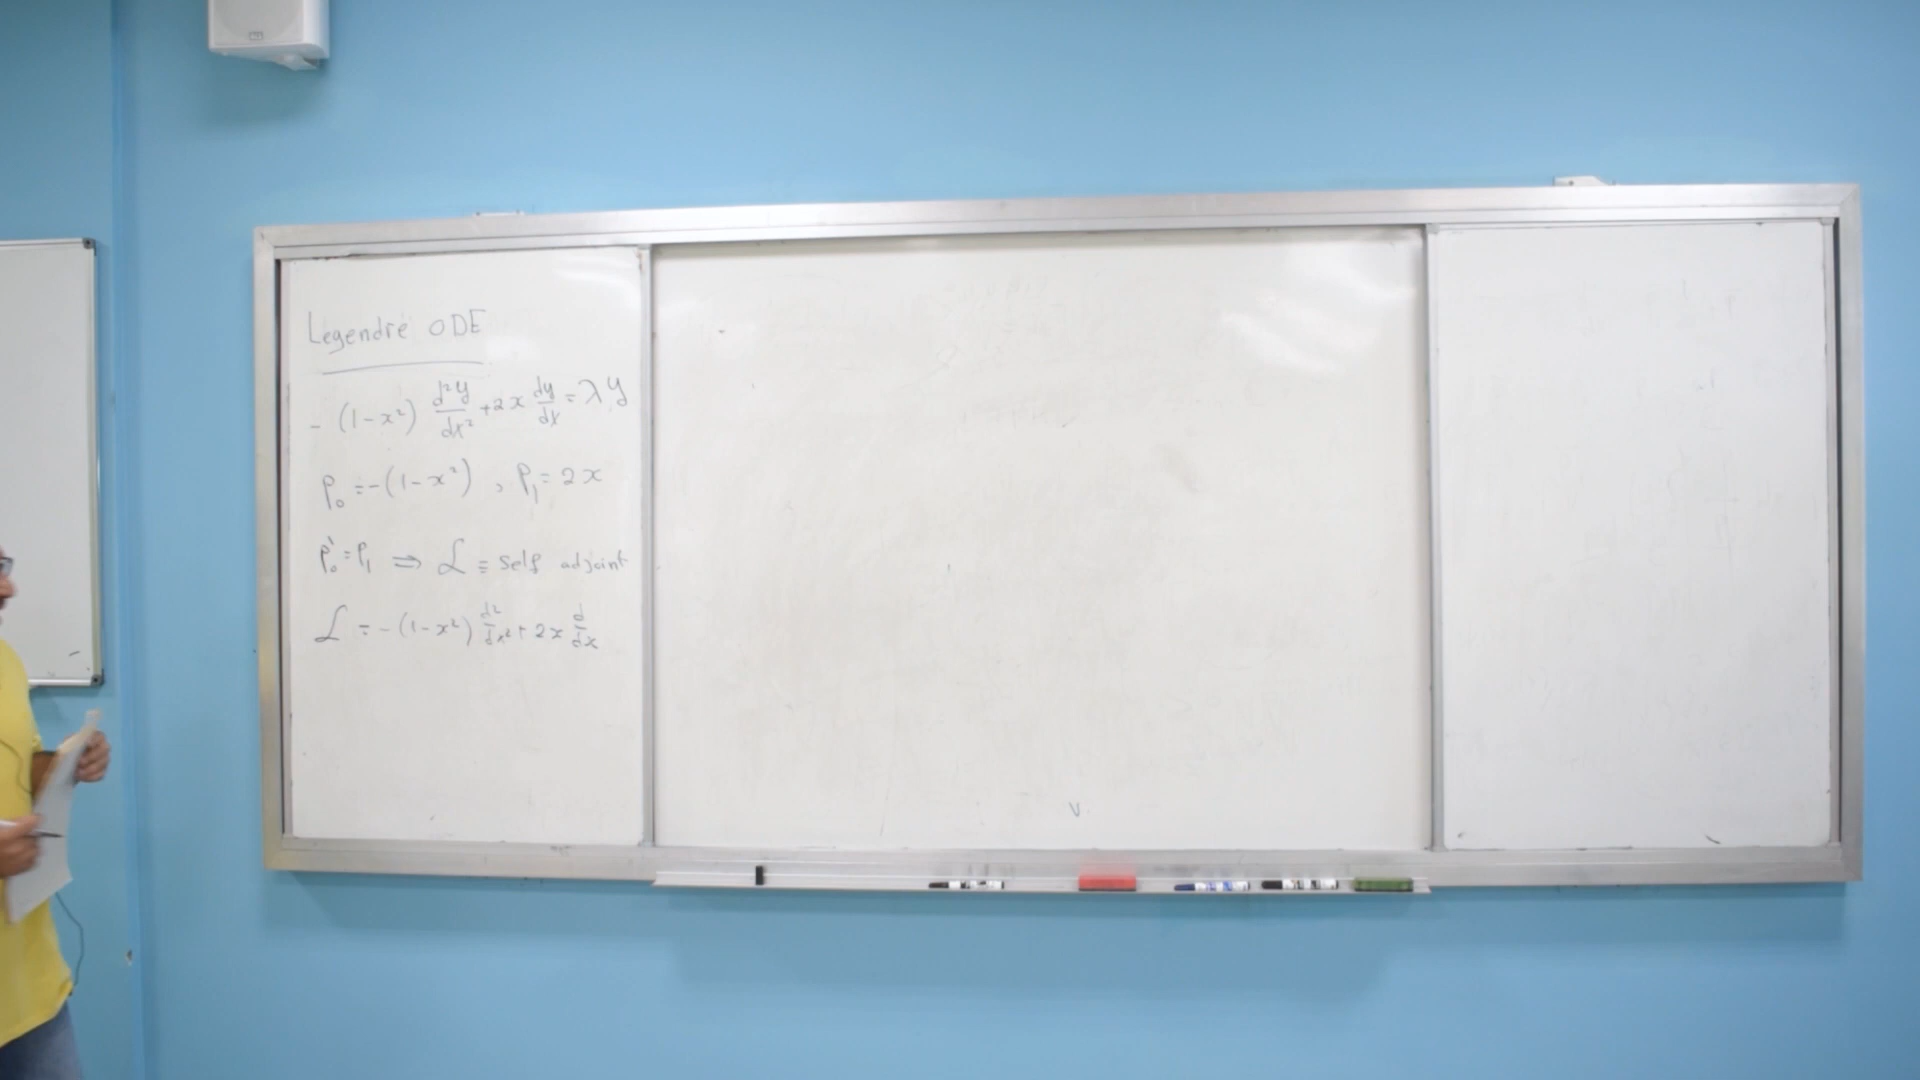 Legendre ODE
- (1-x²) d²y/dx² + 2x dy/dx = λy
p₀ = -(1-x²) , p₁ = 2x
p₀' = p₁ ⇒ ℒ ≡ self adjoint
ℒ = -(1-x²) d²/dx² + 2x d/dx
v